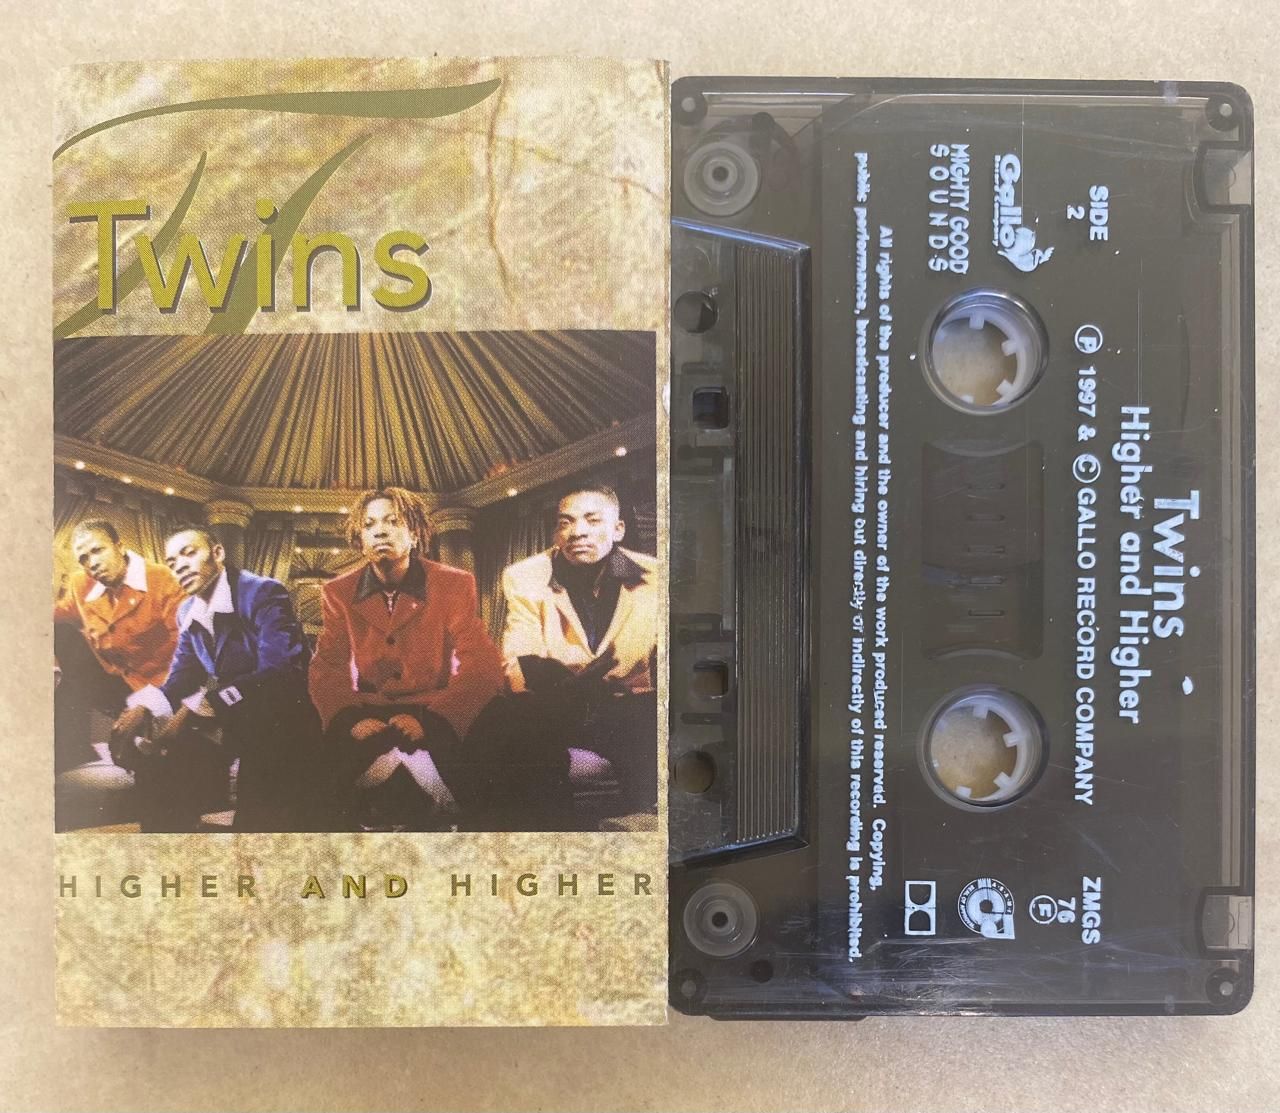 Twins
HIGHER AND HIGHER
Twins
Higher and Higher
SIDE
2
Ⓟ 1997 & © GALLO RECORD COMPANY
ZMGS
76
E
Gallo
MIGHTY GOOD
SOUNDS
All rights of the producer and the owner of the work produced reserved. Copying,
public performance, broadcasting and hiring out directly or indirectly of this recording is prohibited.